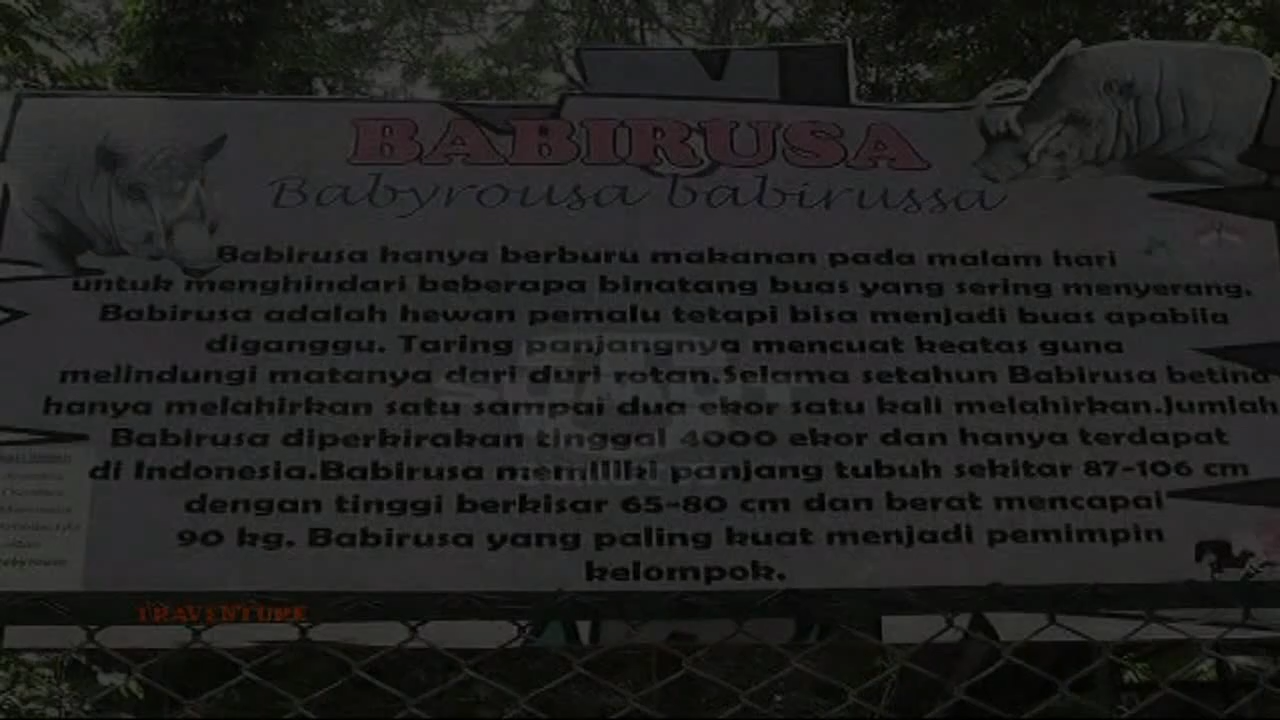 BABIRUSA
Babyrousa babirussa
Babirusa hanya berburu makanan pada malam hari
untuk menghindari beberapa binatang buas yang sering menyerang.
Babirusa adalah hewan pemalu tetapi bisa menjadi buas apabila
diganggu. Taring panjangnya mencuat keatas guna
melindungi matanya dari duri rotan.Selama setahun Babirusa betina
hanya melahirkan satu sampai dua ekor satu kali melahirkan.Jumlah
Babirusa diperkirakan tinggal 4000 ekor dan hanya terdapat
di Indonesia.Babirusa memiliki panjang tubuh sekitar 87-106 cm
dengan tinggi berkisar 65-80 cm dan berat mencapai
90 kg. Babirusa yang paling kuat menjadi pemimpin
kelompok.
TRAVENTURE